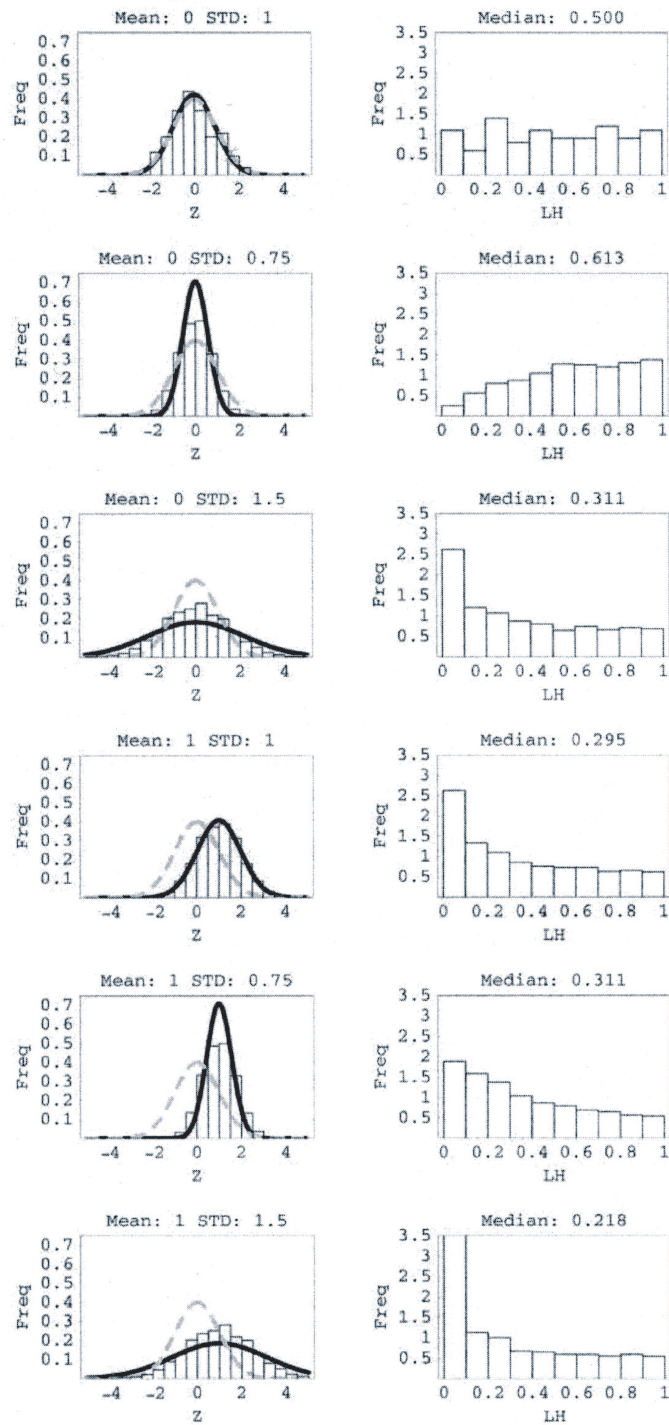 Mean: 0 STD: 1
0.7
0.6
0.5
0.4
0.3
0.2
0.1
Freq
-4 -2 0 2 4
Z
Median: 0.500
3.5
3
2.5
2
1.5
1
0.5
Freq
0 0.2 0.4 0.6 0.8 1
LH
Mean: 0 STD: 0.75
0.7
0.6
0.5
0.4
0.3
0.2
0.1
Freq
-4 -2 0 2 4
Z
Median: 0.613
3.5
3
2.5
2
1.5
1
0.5
Freq
0 0.2 0.4 0.6 0.8 1
LH
Mean: 0 STD: 1.5
0.7
0.6
0.5
0.4
0.3
0.2
0.1
Freq
-4 -2 0 2 4
Z
Median: 0.311
3.5
3
2.5
2
1.5
1
0.5
Freq
0 0.2 0.4 0.6 0.8 1
LH
Mean: 1 STD: 1
0.7
0.6
0.5
0.4
0.3
0.2
0.1
Freq
-4 -2 0 2 4
Z
Median: 0.295
3.5
3
2.5
2
1.5
1
0.5
Freq
0 0.2 0.4 0.6 0.8 1
LH
Mean: 1 STD: 0.75
0.7
0.6
0.5
0.4
0.3
0.2
0.1
Freq
-4 -2 0 2 4
Z
Median: 0.311
3.5
3
2.5
2
1.5
1
0.5
Freq
0 0.2 0.4 0.6 0.8 1
LH
Mean: 1 STD: 1.5
0.7
0.6
0.5
0.4
0.3
0.2
0.1
Freq
-4 -2 0 2 4
Z
Median: 0.218
3.5
3
2.5
2
1.5
1
0.5
Freq
0 0.2 0.4 0.6 0.8 1
LH